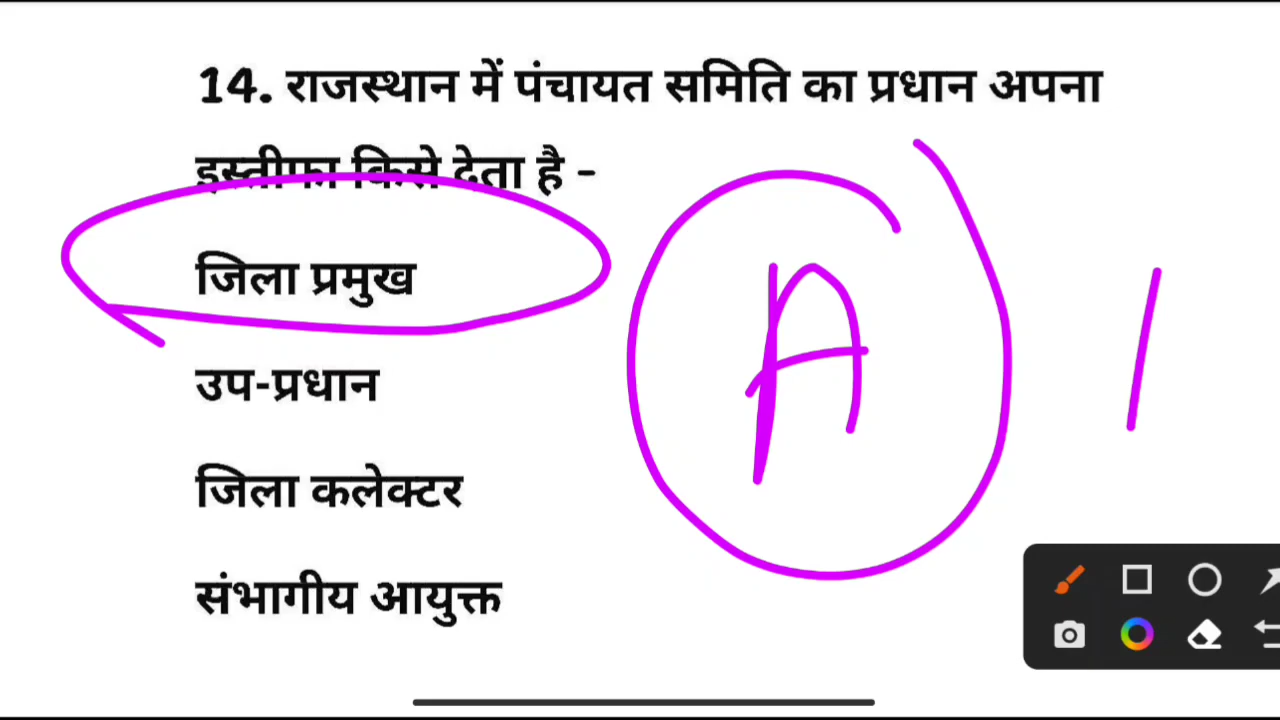 14. राजस्थान में पंचायत समिति का प्रधान अपना
इस्तीफा किसे देता है -
जिला प्रमुख
उप-प्रधान
जिला कलेक्टर
संभागीय आयुक्त
A